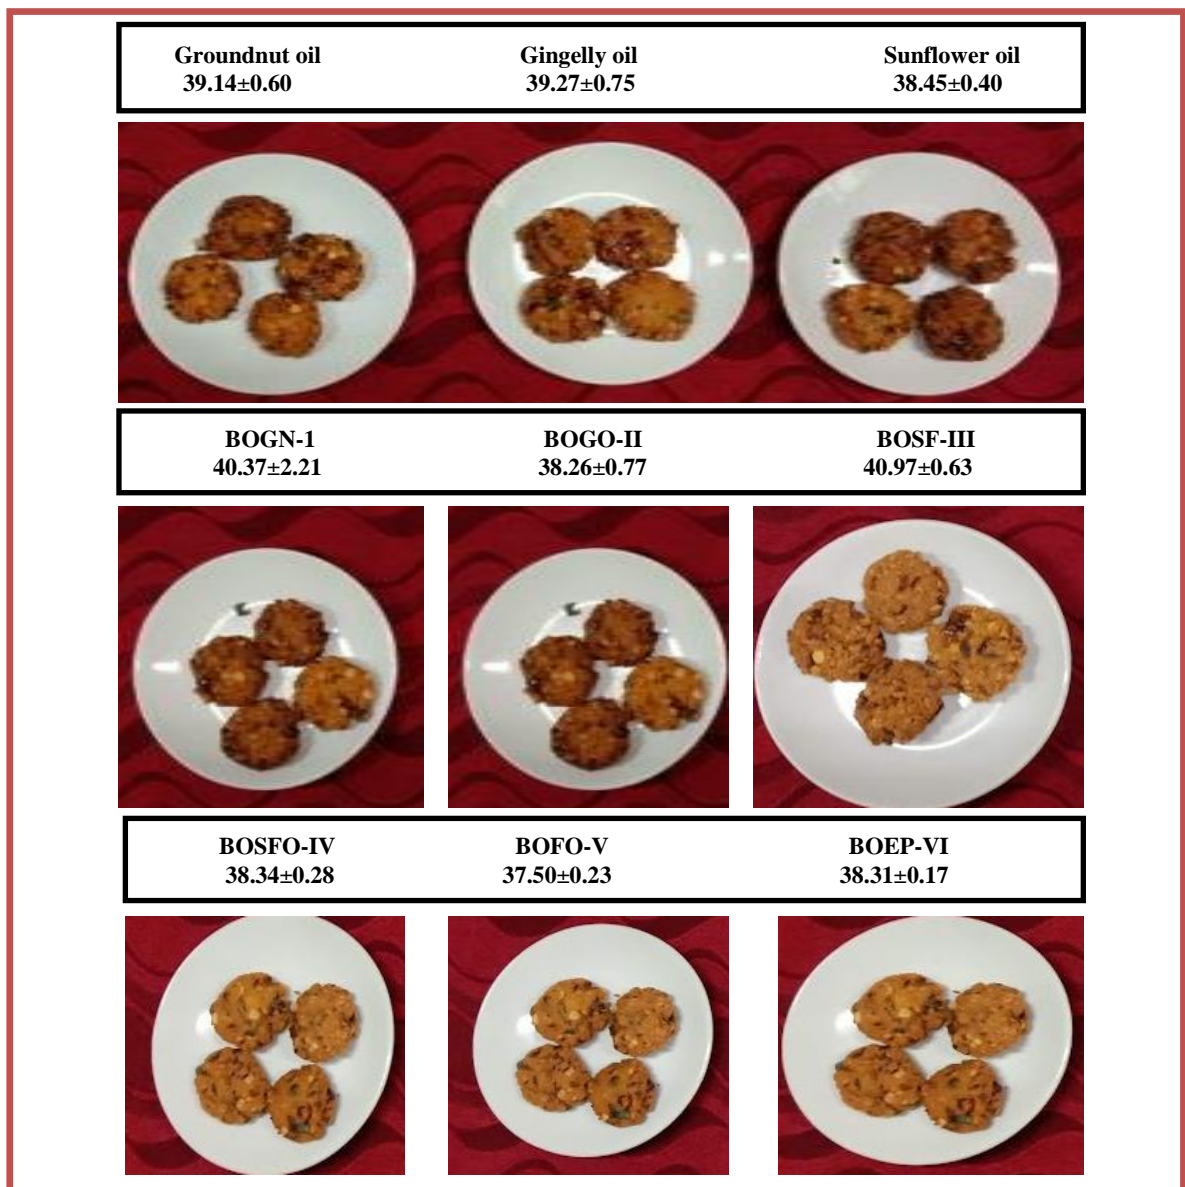 Groundnut oil Gingelly oil Sunflower oil
39.14±0.60 39.27±0.75 38.45±0.40
BOGN-1 BOGO-II BOSF-III
40.37±2.21 38.26±0.77 40.97±0.63
BOSFO-IV BOFO-V BOEP-VI
38.34±0.28 37.50±0.23 38.31±0.17